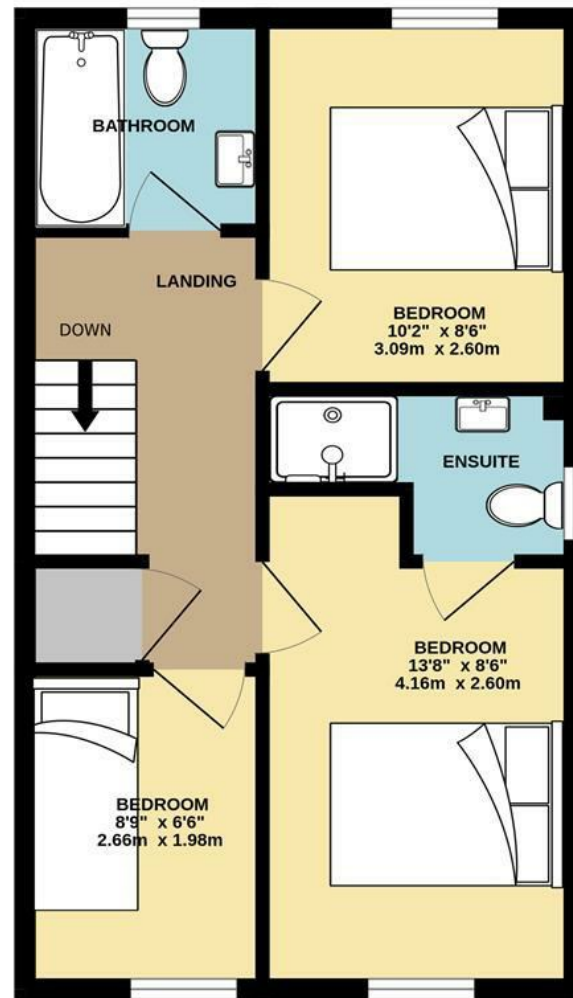 BATHROOM
LANDING
DOWN
BEDROOM
10'2" x 8'6"
3.09m x 2.60m
ENSUITE
BEDROOM
13'8" x 8'6"
4.16m x 2.60m
BEDROOM
8'9" x 6'6"
2.66m x 1.98m